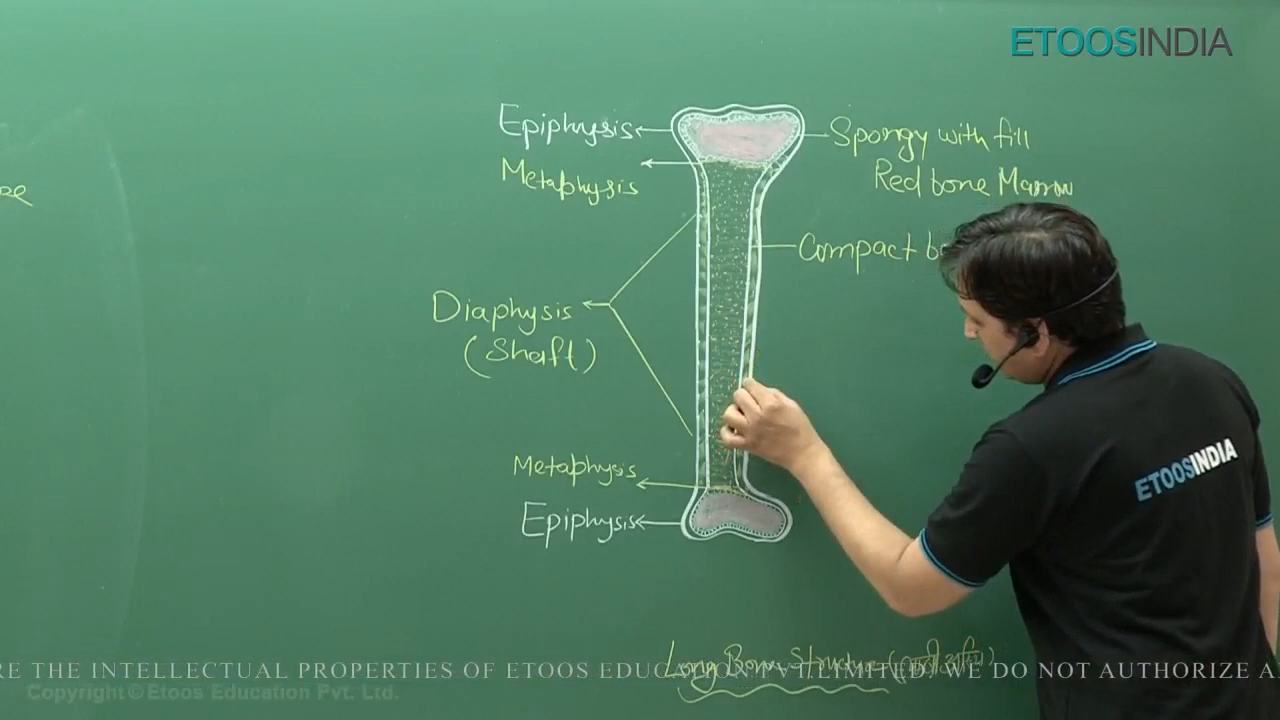 ETOOSINDIA
Epiphysis
Metaphysis
Spongy with fill
Red bone Marrow
Compact
Diaphysis
(Shaft)
Metaphysis
Epiphysis
ETOOSINDIA
Long Bone Structure
RE THE INTELLECTUAL PROPERTIES OF ETOOS EDUCATION PVT. LIMITED. WE DO NOT AUTHORIZE A
Copyright © Etoos Education Pvt. Ltd.